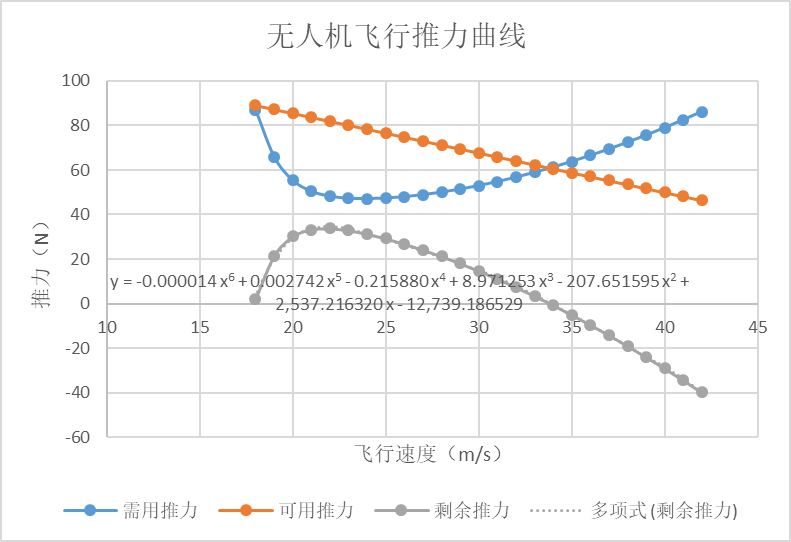 无人机飞行推力曲线
100
80
60
40
20
0
-20
-40
-60
推力（N）
y = -0.000014 x⁶ + 0.002742 x⁵ - 0.215880 x⁴ + 8.971253 x³ - 207.651595 x² +
2,537.216320 x - 12,739.186529
10 15 20 25 30 35 40 45
飞行速度（m/s）
需用推力 可用推力 剩余推力 多项式 (剩余推力)